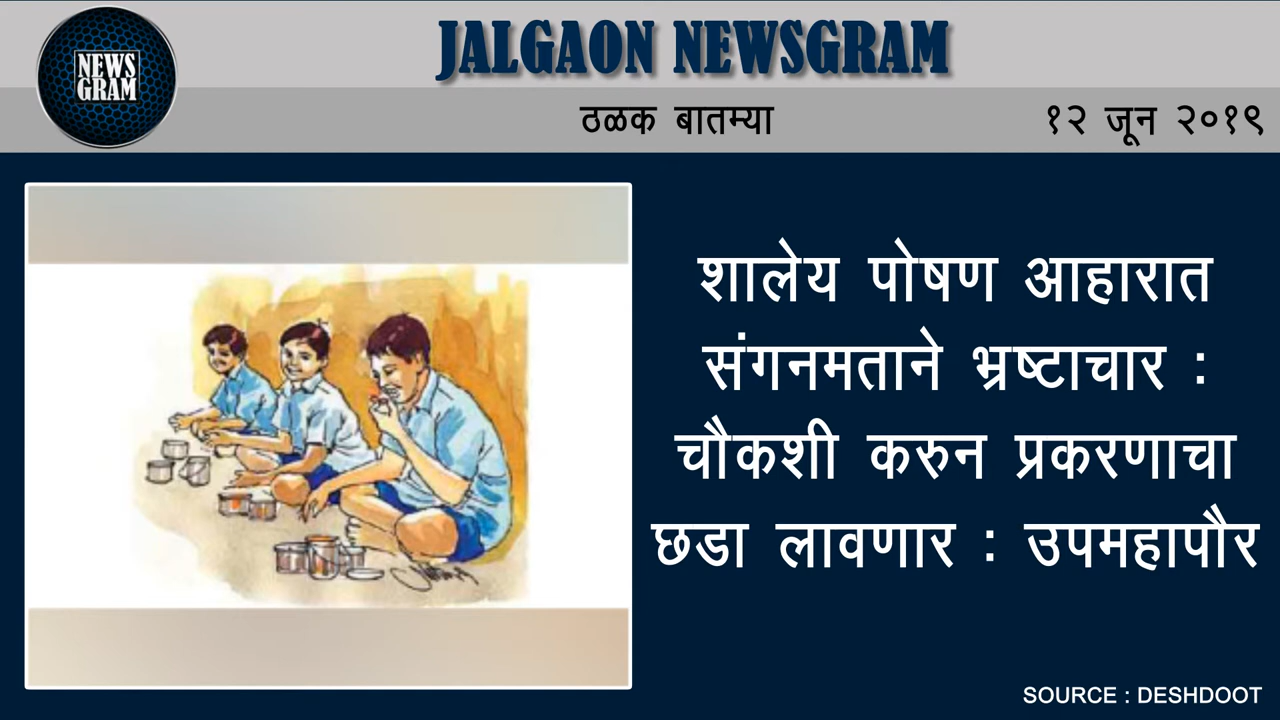 NEWS
GRAM
JALGAON NEWSGRAM
ठळक बातम्या
१२ जून २०१९
शालेय पोषण आहारात
संगनमताने भ्रष्टाचार :
चौकशी करुन प्रकरणाचा
छडा लावणार : उपमहापौर
SOURCE : DESHDOOT